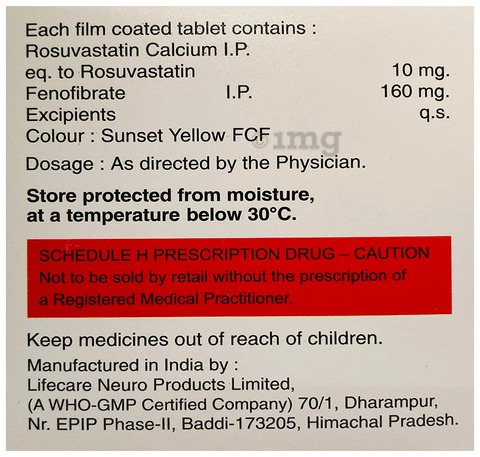 Each film coated tablet contains :
Rosuvastatin Calcium I.P.
eq. to Rosuvastatin 10 mg.
Fenofibrate I.P. 160 mg.
Excipients q.s.
Colour : Sunset Yellow FCF
1mg
Dosage : As directed by the Physician.
Store protected from moisture,
at a temperature below 30°C.
SCHEDULE H PRESCRIPTION DRUG – CAUTION
Not to be sold by retail without the prescription of
a Registered Medical Practitioner.
Keep medicines out of reach of children.
Manufactured in India by :
Lifecare Neuro Products Limited,
(A WHO-GMP Certified Company) 70/1, Dharampur,
Nr. EPIP Phase-II, Baddi-173205, Himachal Pradesh.